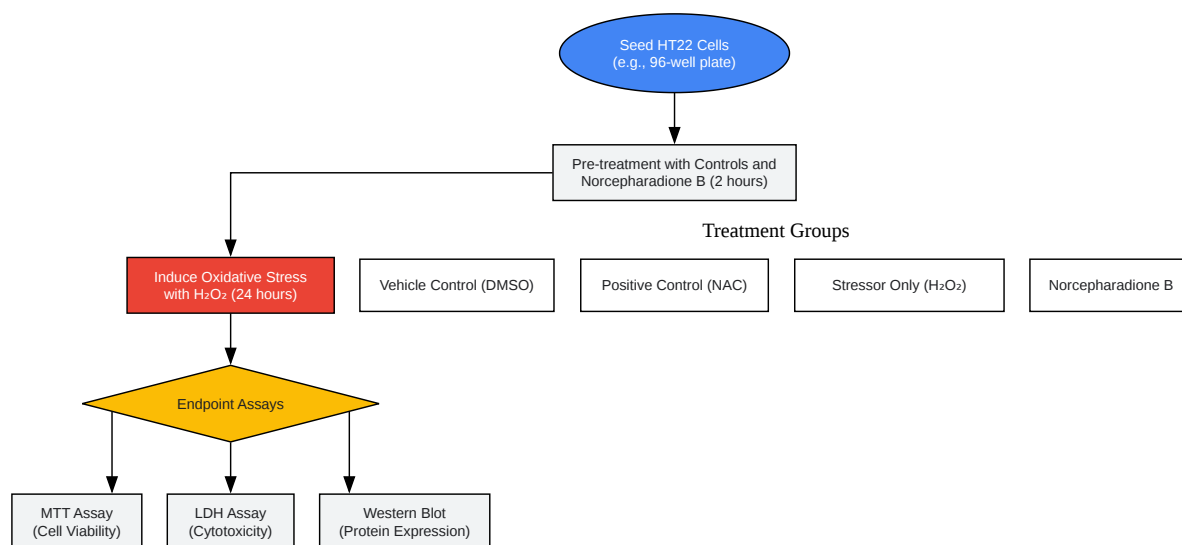 Seed HT22 Cells
(e.g., 96-well plate)
Pre-treatment with Controls and
Norcepharadione B (2 hours)
Treatment Groups
Induce Oxidative Stress
with H₂O₂ (24 hours)
Vehicle Control (DMSO)
Positive Control (NAC)
Stressor Only (H₂O₂)
Norcepharadione B
Endpoint Assays
MTT Assay
(Cell Viability)
LDH Assay
(Cytotoxicity)
Western Blot
(Protein Expression)